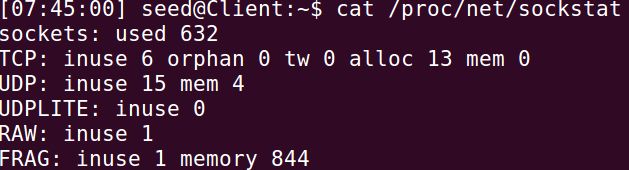 [07:45:00] seed@Client:~$ cat /proc/net/sockstat
sockets: used 632
TCP: inuse 6 orphan 0 tw 0 alloc 13 mem 0
UDP: inuse 15 mem 4
UDPLITE: inuse 0
RAW: inuse 1
FRAG: inuse 1 memory 844